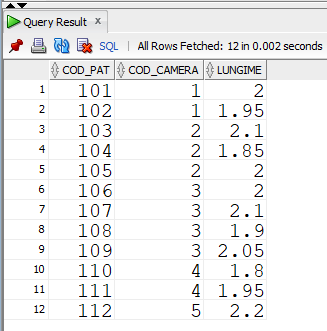 Query Result ×
SQL | All Rows Fetched: 12 in 0.002 seconds
COD_PAT COD_CAMERA LUNGIME
1 101 1 2
2 102 1 1.95
3 103 2 2.1
4 104 2 1.85
5 105 2 2
6 106 3 2
7 107 3 2.1
8 108 3 1.9
9 109 3 2.05
10 110 4 1.8
11 111 4 1.95
12 112 5 2.2